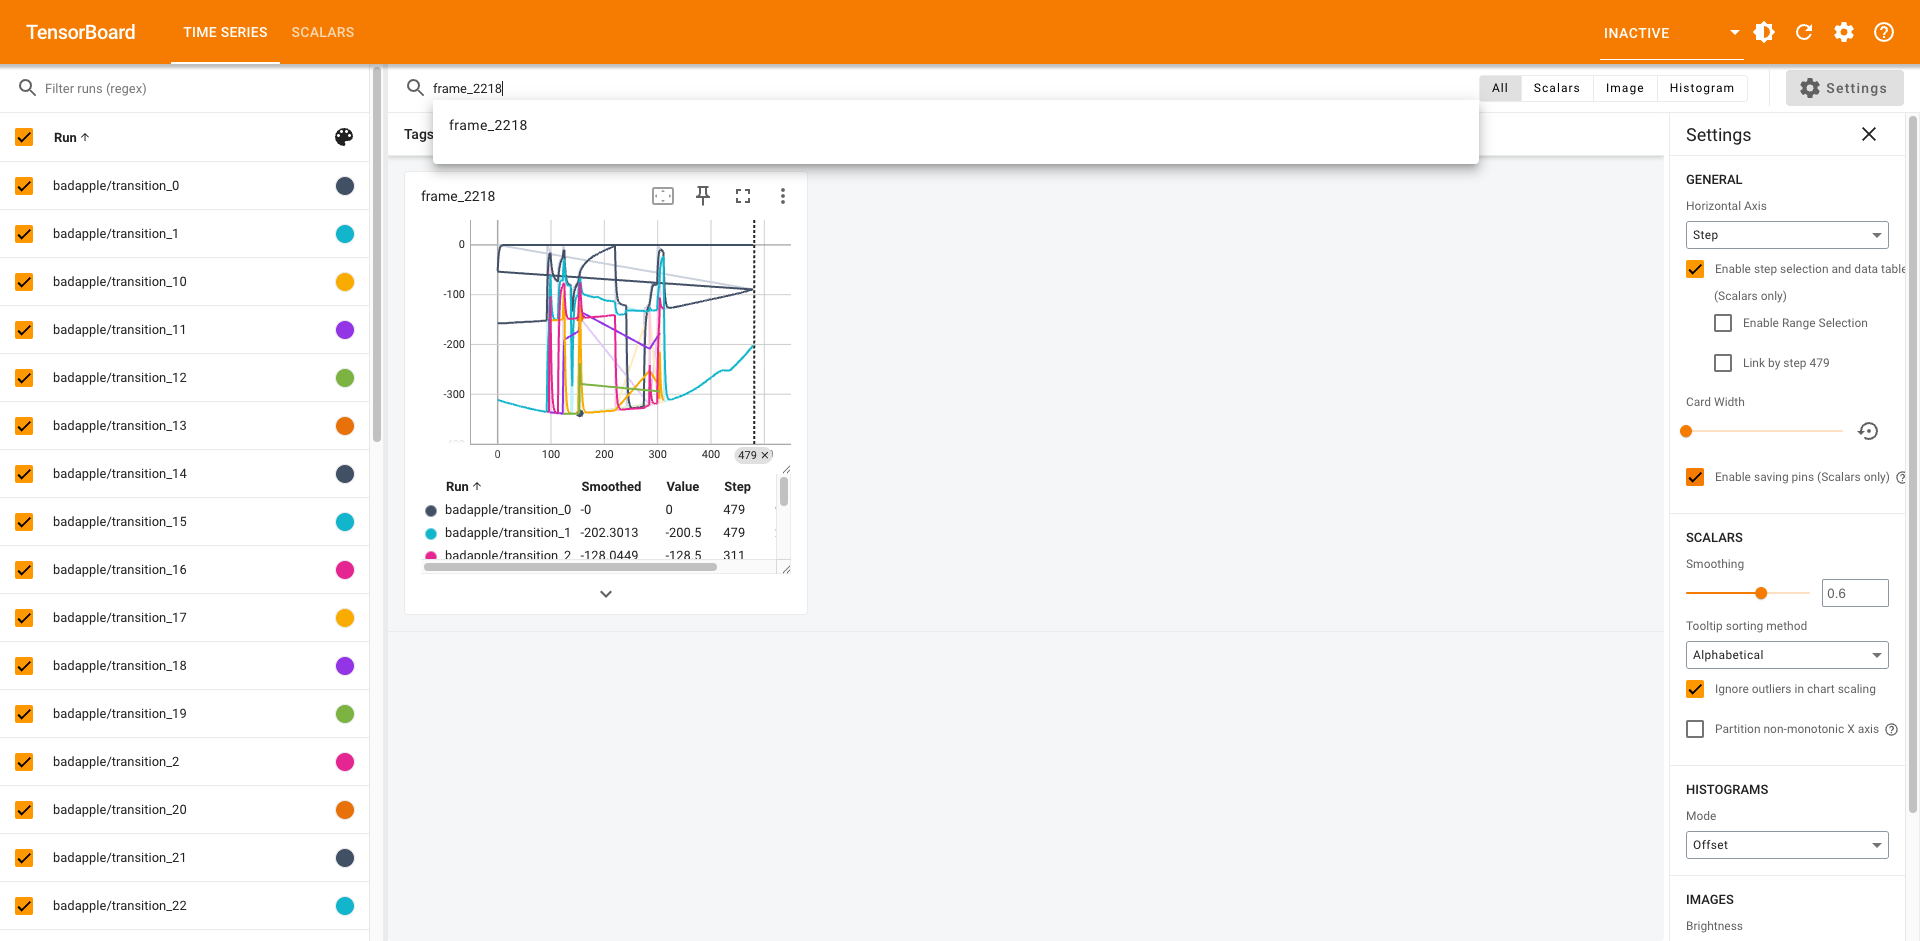 TensorBoard
TIME SERIES
SCALARS
INACTIVE
Filter runs (regex)
frame_2218
All
Scalars
Image
Histogram
Settings
frame_2218
Run
Tags
badapple/transition_0
badapple/transition_1
badapple/transition_10
badapple/transition_11
badapple/transition_12
badapple/transition_13
badapple/transition_14
badapple/transition_15
badapple/transition_16
badapple/transition_17
badapple/transition_18
badapple/transition_19
badapple/transition_2
badapple/transition_20
badapple/transition_21
badapple/transition_22
frame_2218
0
-100
-200
-300
0 100 200 300 400 479
Run Smoothed Value Step
badapple/transition_0 -0 0 479
badapple/transition_1 -202.3013 -200.5 479
badapple/transition_2 -128.0449 -128.5 311
Settings
GENERAL
Horizontal Axis
Step
Enable step selection and data table
(Scalars only)
Enable Range Selection
Link by step 479
Card Width
Enable saving pins (Scalars only)
SCALARS
Smoothing
0.6
Tooltip sorting method
Alphabetical
Ignore outliers in chart scaling
Partition non-monotonic X axis
HISTOGRAMS
Mode
Offset
IMAGES
Brightness